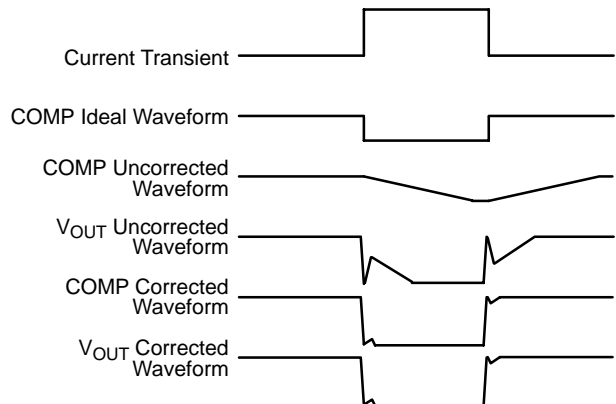 Current Transient
COMP Ideal Waveform
COMP Uncorrected
Waveform
VOUT Uncorrected
Waveform
COMP Corrected
Waveform
VOUT Corrected
Waveform